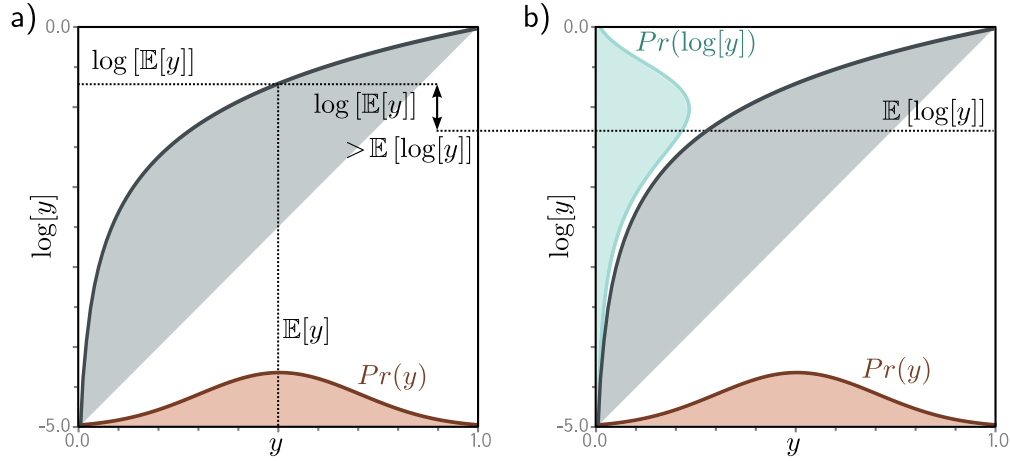 a)
0.0
log[𝔼[y]]
log[𝔼[y]]
>𝔼[log[y]]
log[y]
𝔼[y]
Pr(y)
-5.0
0.0
y
1.0
b)
0.0
Pr(log[y])
𝔼[log[y]]
log[y]
Pr(y)
-5.0
0.0
y
1.0